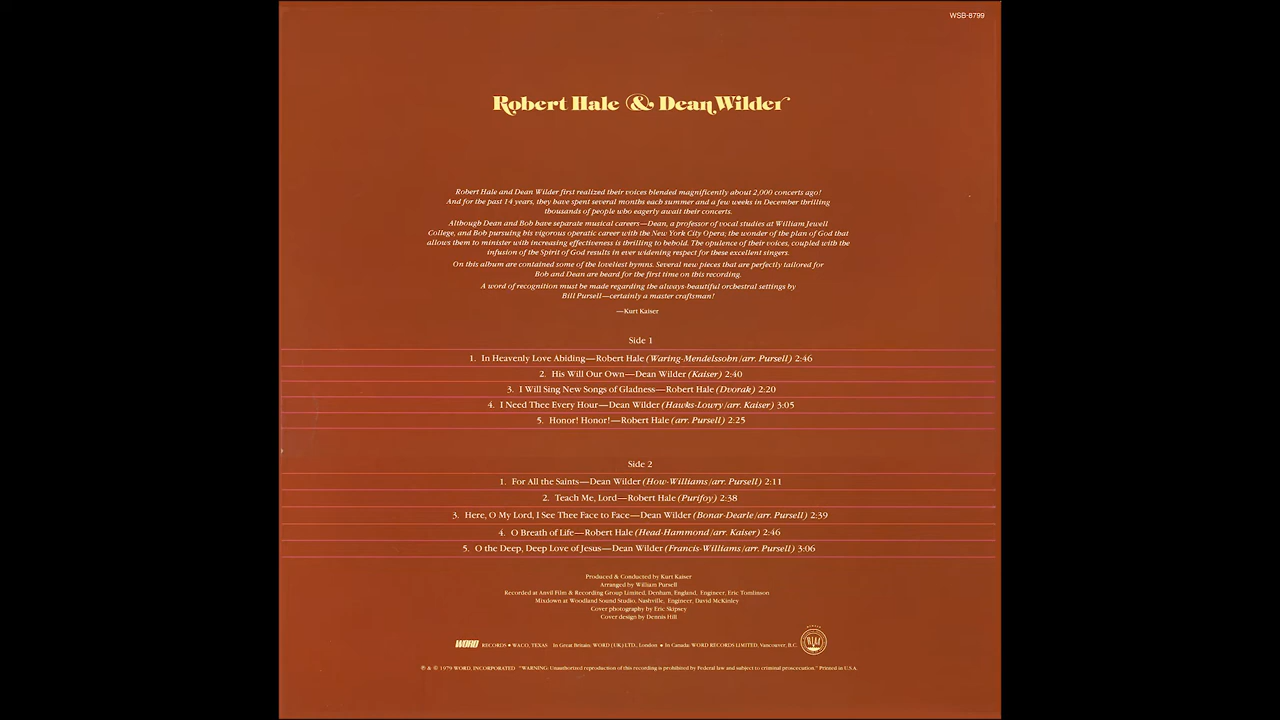 WSB-8799
Robert Hale & Dean Wilder
Robert Hale and Dean Wilder first realized their voices blended magnificently about 2,000 concerts ago!
And for the past 14 years, they have spent several months each summer and a few weeks in December thrilling
thousands of people who eagerly await their concerts.
Although Dean and Bob have separate musical careers—Dean, a professor of vocal studies at William Jewell
College, and Bob pursuing his vigorous operatic career with the New York City Opera; the wonder of the plan of God that
allows them to minister with increasing effectiveness is thrilling to behold. The opulence of their voices, coupled with the
infusion of the Spirit of God results in ever widening respect for these excellent singers.
On this album are contained some of the loveliest hymns. Several new pieces that are perfectly tailored for
Bob and Dean are heard for the first time on this recording.
A word of recognition must be made regarding the always-beautiful orchestral settings by
Bill Pursell—certainly a master craftsman!
—Kurt Kaiser
Side 1
1. In Heavenly Love Abiding—Robert Hale (Waring-Mendelssohn/arr. Pursell) 2:46
2. His Will Our Own—Dean Wilder (Kaiser) 2:40
3. I Will Sing New Songs of Gladness—Robert Hale (Dvorak) 2:20
4. I Need Thee Every Hour—Dean Wilder (Hawks-Lowry/arr. Kaiser) 3:05
5. Honor! Honor!—Robert Hale (arr. Pursell) 2:25
Side 2
1. For All the Saints—Dean Wilder (How-Williams/arr. Pursell) 2:11
2. Teach Me, Lord—Robert Hale (Purifoy) 2:38
3. Here, O My Lord, I See Thee Face to Face—Dean Wilder (Bonar-Dearle/arr. Pursell) 2:39
4. O Breath of Life—Robert Hale (Head-Hammond/arr. Kaiser) 2:46
5. O the Deep, Deep Love of Jesus—Dean Wilder (Francis-Williams/arr. Pursell) 3:06
Produced & Conducted by Kurt Kaiser
Arranged by William Pursell
Recorded at Anvil Film & Recording Group Limited, Denham, England, Engineer, Eric Tomlinson
Mixdown at Woodland Sound Studio, Nashville, Engineer, David McKinley
Cover photography by Eric Skipsey
Cover design by Dennis Hill
WORD RECORDS • WACO, TEXAS In Great Britain; WORD (UK) LTD., London • In Canada: WORD RECORDS LIMITED, Vancouver, B.C.
℗ & © 1979 WORD, INCORPORATED "WARNING: Unauthorized reproduction of this recording is prohibited by Federal law and subject to criminal prosecution." Printed in U.S.A.